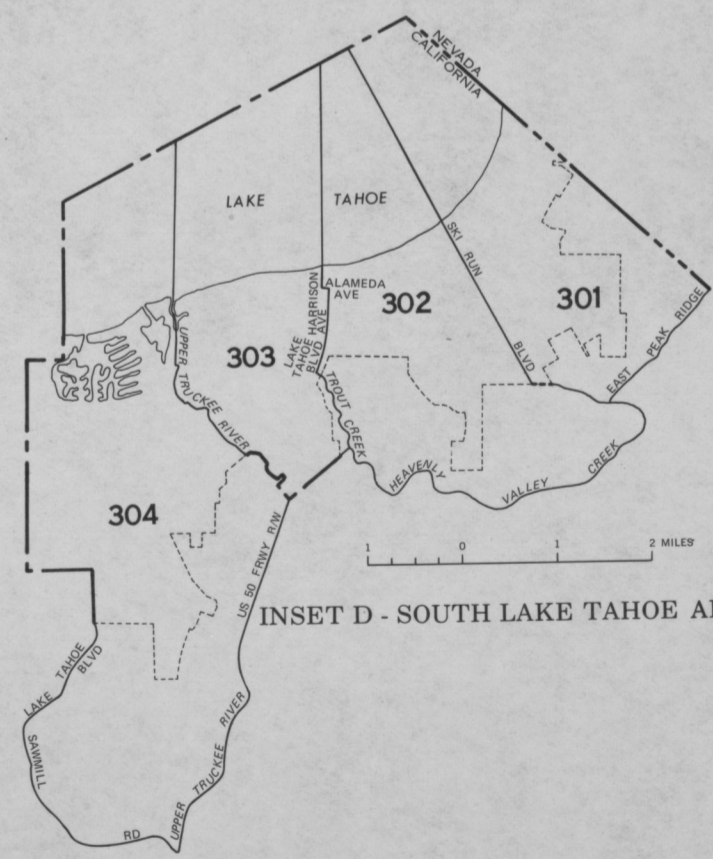 NEVADA
CALIFORNIA
LAKE TAHOE
SKI RUN BLVD
ALAMEDA
AVE
302
301
HARRISON
AVE
LAKE
TAHOE
BLVD
303
EAST PEAK RIDGE
UPPER TRUCKEE RIVER
TROUT CREEK
HEAVENLY VALLEY CREEK
304
1 0 1 2 MILES
US 50 FRWY R/W
INSET D - SOUTH LAKE TAHOE
LAKE TAHOE
BLVD
SAWMILL RD
UPPER TRUCKEE RIVER